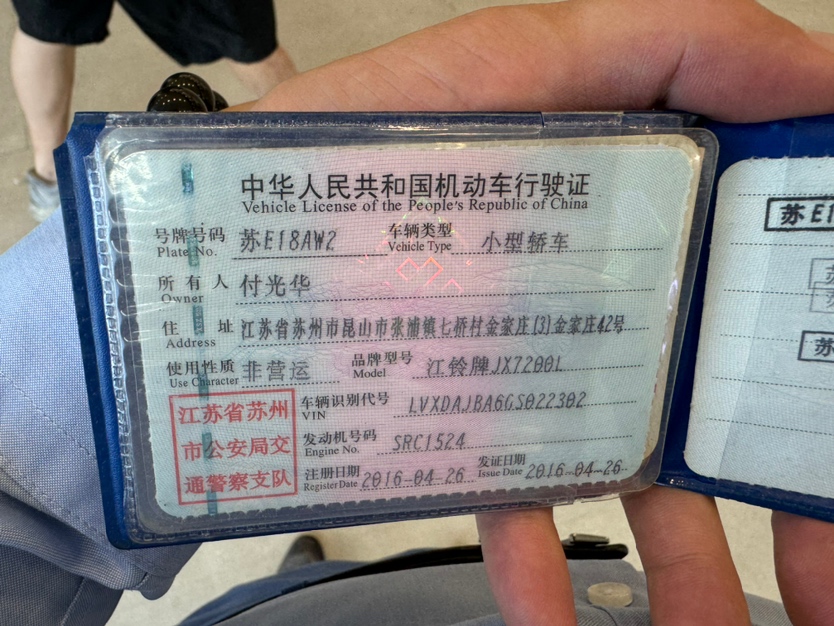 中华人民共和国机动车行驶证
Vehicle License of the People's Republic of China
号牌号码 苏E18AW2 车辆类型 小型轿车
Plate No. Vehicle Type
所有人 付光华
Owner
住址 江苏省苏州市昆山市张浦镇七桥村金家庄(3)金家庄42号
Address
使用性质 非营运 品牌型号 江铃牌JX7200L
Use Character Model
江苏省苏州
市公安局交
通警察支队
车辆识别代号 LVXDAJBA6GS022302
VIN
发动机号码 SRC1524
Engine No.
注册日期 2016-04-26 发证日期 2016-04-26
Register Date Issue Date
苏E1
苏